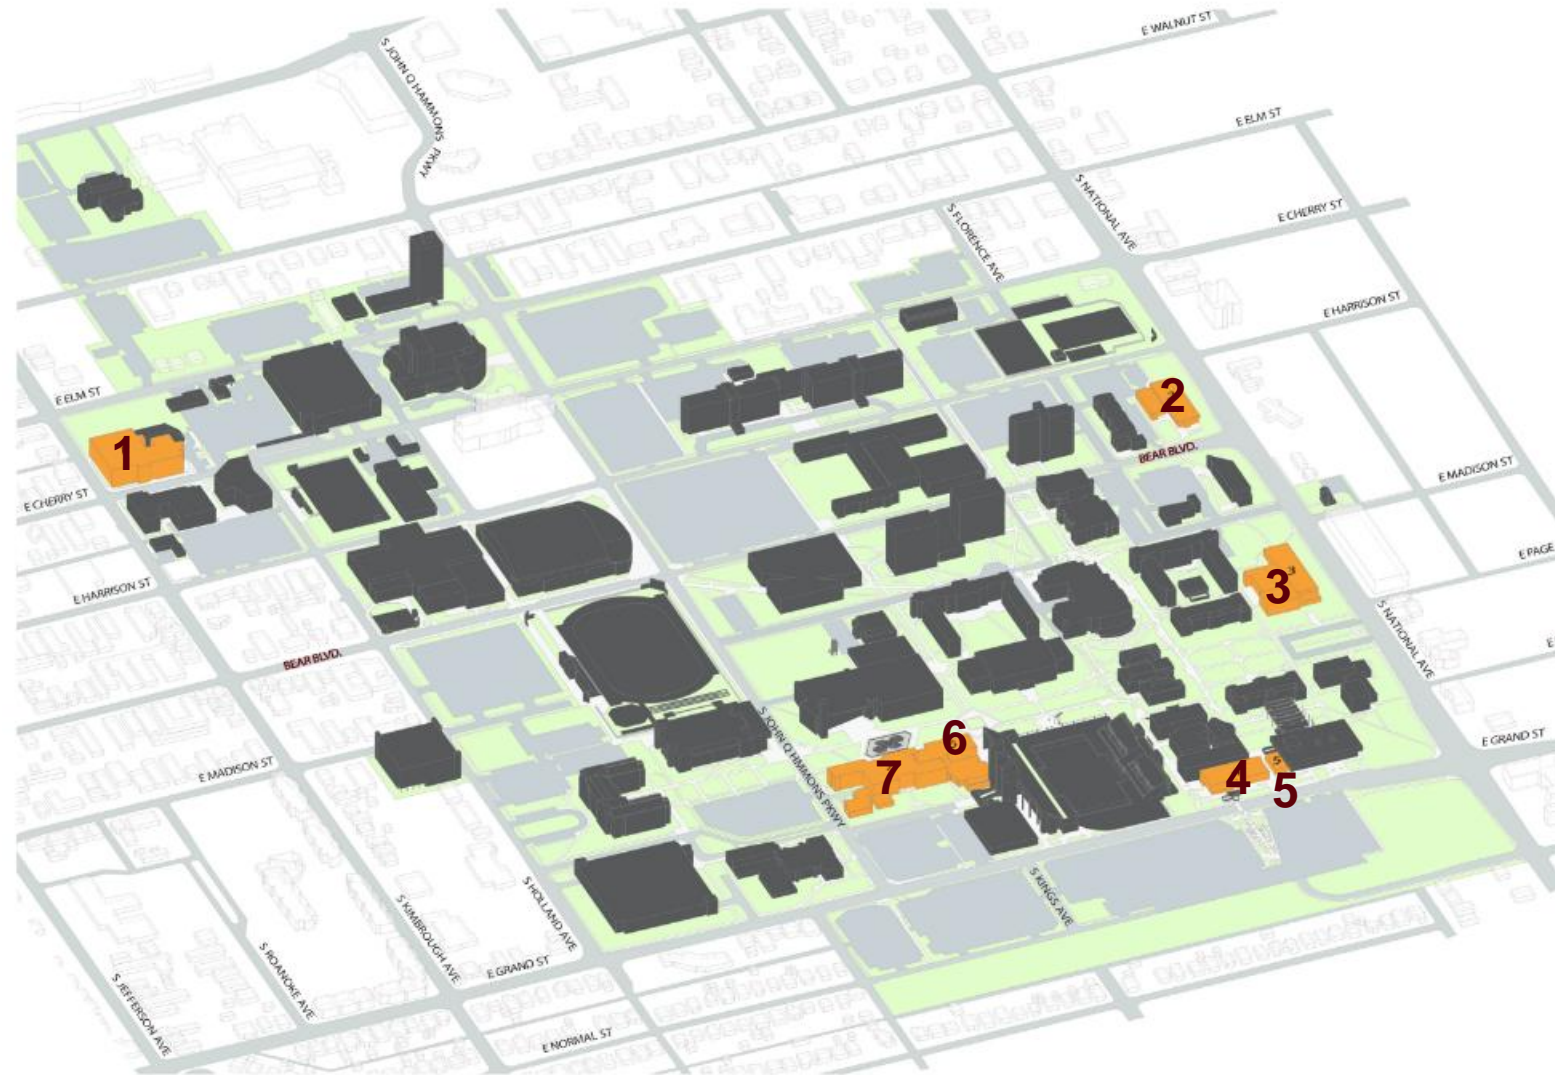 E WALNUT ST
S JOHN Q HAMMONS PKWY
E ELM ST
S NATIONAL AVE
E CHERRY ST
S FLORENCE AVE
E HARRISON ST
E ELM ST
2
1
BEAR BLVD.
E MADISON ST
E CHERRY ST
E PAGE
3
E HARRISON ST
S NATIONAL AVE
BEAR BLVD.
S JOHN Q HMMONS PKWY
E GRAND ST
6
E MADISON ST
7
4
5
S KINGS AVE
S HOLLAND AVE
S KIMBROUGH AVE
E GRAND ST
S ROANOKE AVE
S JEFFERSON AVE
E NORMAL ST